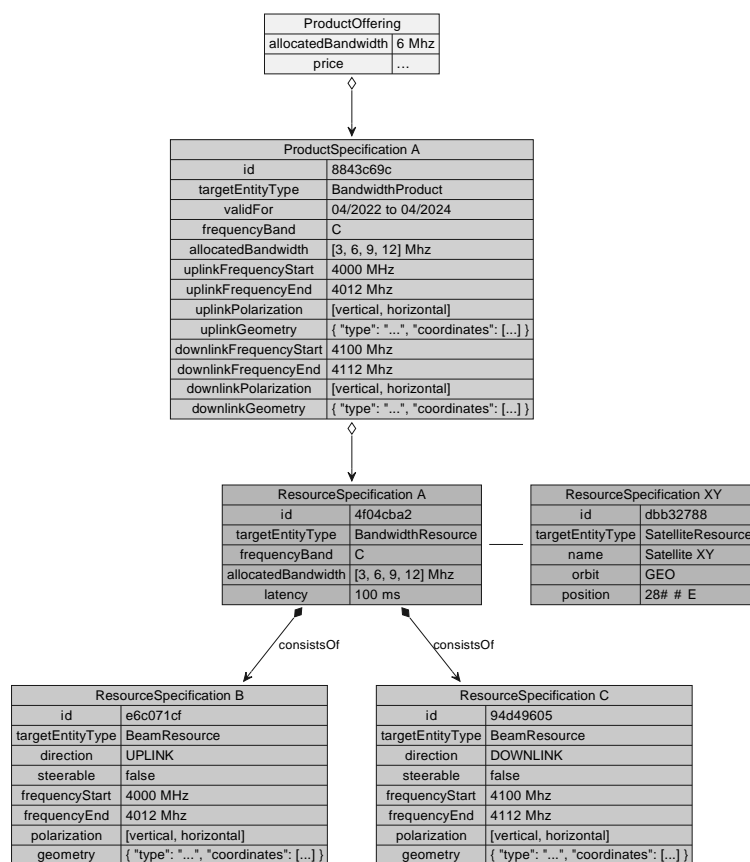 ProductOffering
allocatedBandwidth 6 Mhz
price ...
ProductSpecification A
id 8843c69c
targetEntityType BandwidthProduct
validFor 04/2022 to 04/2024
frequencyBand C
allocatedBandwidth [3, 6, 9, 12] Mhz
uplinkFrequencyStart 4000 MHz
uplinkFrequencyEnd 4012 Mhz
uplinkPolarization [vertical, horizontal]
uplinkGeometry { "type": "...", "coordinates": [...] }
downlinkFrequencyStart 4100 Mhz
downlinkFrequencyEnd 4112 Mhz
downlinkPolarization [vertical, horizontal]
downlinkGeometry { "type": "...", "coordinates": [...] }
ResourceSpecification A
id 4f04cba2
targetEntityType BandwidthResource
frequencyBand C
allocatedBandwidth [3, 6, 9, 12] Mhz
latency 100 ms
ResourceSpecification XY
id dbb32788
targetEntityType SatelliteResource
name Satellite XY
orbit GEO
position 28# # E
consistsOf
consistsOf
ResourceSpecification B
id e6c071cf
targetEntityType BeamResource
direction UPLINK
steerable false
frequencyStart 4000 MHz
frequencyEnd 4012 Mhz
polarization [vertical, horizontal]
geometry { "type": "...", "coordinates": [...] }
ResourceSpecification C
id 94d49605
targetEntityType BeamResource
direction DOWNLINK
steerable false
frequencyStart 4100 Mhz
frequencyEnd 4112 Mhz
polarization [vertical, horizontal]
geometry { "type": "...", "coordinates": [...] }